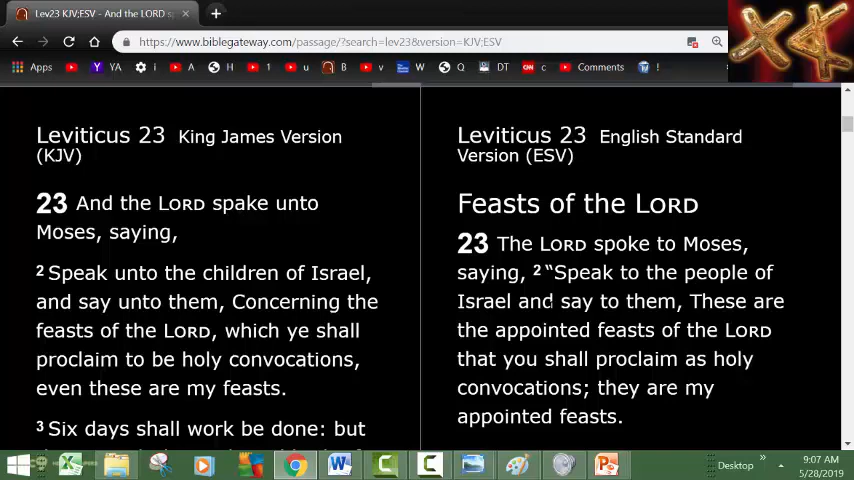 Lev23 KJV;ESV - And the LORD sp
https://www.biblegateway.com/passage/?search=lev23&version=KJV;ESV
Apps YA i A H 1 u B W Q DT c Comments !
Leviticus 23 King James Version
(KJV)
23 And the LORD spake unto
Moses, saying,
2 Speak unto the children of Israel,
and say unto them, Concerning the
feasts of the LORD, which ye shall
proclaim to be holy convocations,
even these are my feasts.
3 Six days shall work be done: but
Leviticus 23 English Standard
Version (ESV)
Feasts of the LORD
23 The LORD spoke to Moses,
saying, 2 “Speak to the people of
Israel and say to them, These are
the appointed feasts of the LORD
that you shall proclaim as holy
convocations; they are my
appointed feasts.
Desktop
9:07 AM
5/28/2019